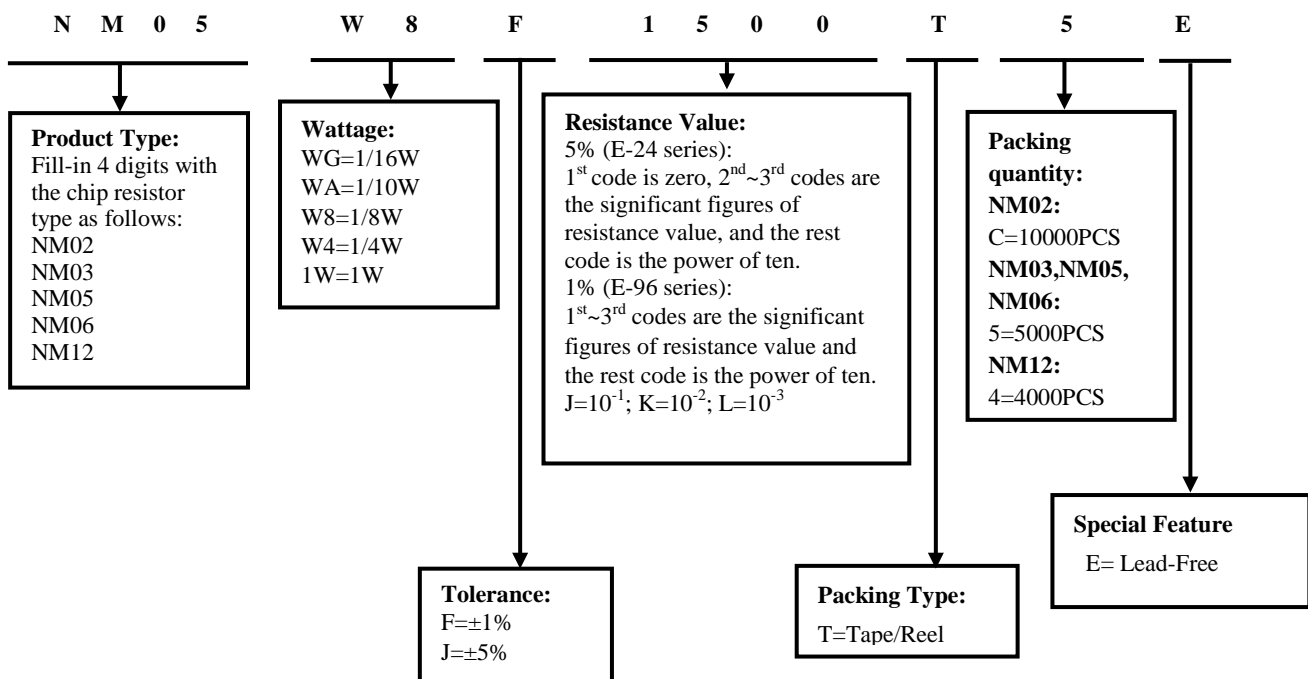 N M 0 5 W 8 F 1 5 0 0 T 5 E
Product Type:
Fill-in 4 digits with
the chip resistor
type as follows:
NM02
NM03
NM05
NM06
NM12
Wattage:
WG=1/16W
WA=1/10W
W8=1/8W
W4=1/4W
1W=1W
Resistance Value:
5% (E-24 series):
1st code is zero, 2nd~3rd codes are
the significant figures of
resistance value, and the rest
code is the power of ten.
1% (E-96 series):
1st~3rd codes are the significant
figures of resistance value and
the rest code is the power of ten.
J=10-1; K=10-2; L=10-3
Packing
quantity:
NM02:
C=10000PCS
NM03,NM05,
NM06:
5=5000PCS
NM12:
4=4000PCS
Tolerance:
F=±1%
J=±5%
Packing Type:
T=Tape/Reel
Special Feature
E= Lead-Free